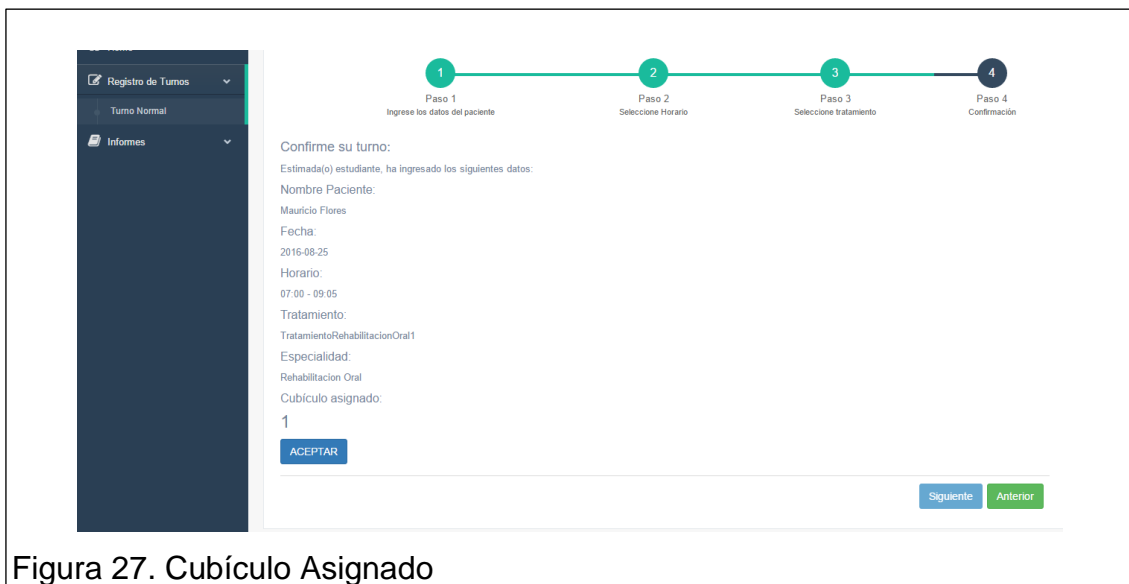 Registro de Turnos
Turno Normal
Informes
1
2
3
4
Paso 1
Paso 2
Paso 3
Paso 4
Ingrese los datos del paciente
Seleccione Horario
Seleccione tratamiento
Confirmación
Confirme su turno:
Estimada(o) estudiante, ha ingresado los siguientes datos:
Nombre Paciente:
Mauricio Flores
Fecha:
2016-08-25
Horario:
07:00 - 09:05
Tratamiento:
TratamientoRehabilitacionOral1
Especialidad:
Rehabilitacion Oral
Cubículo asignado:
1
ACEPTAR
Siguiente
Anterior
Figura 27. Cubículo Asignado